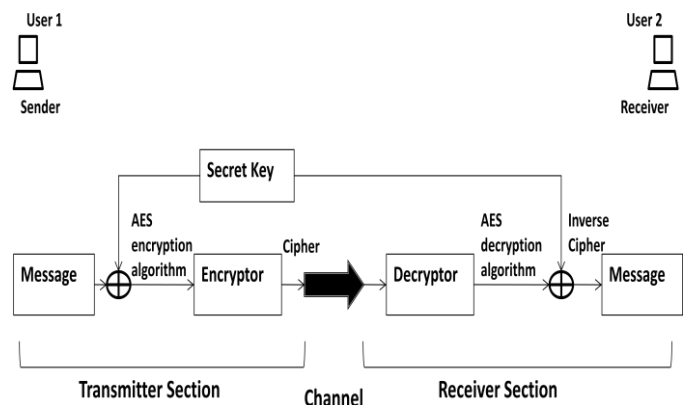 User 1
User 2
Sender
Receiver
Secret Key
AES
encryption
algorithm
Cipher
AES
decryption
algorithm
Inverse
Cipher
Message
Encryptor
Decryptor
Message
Transmitter Section
Channel
Receiver Section